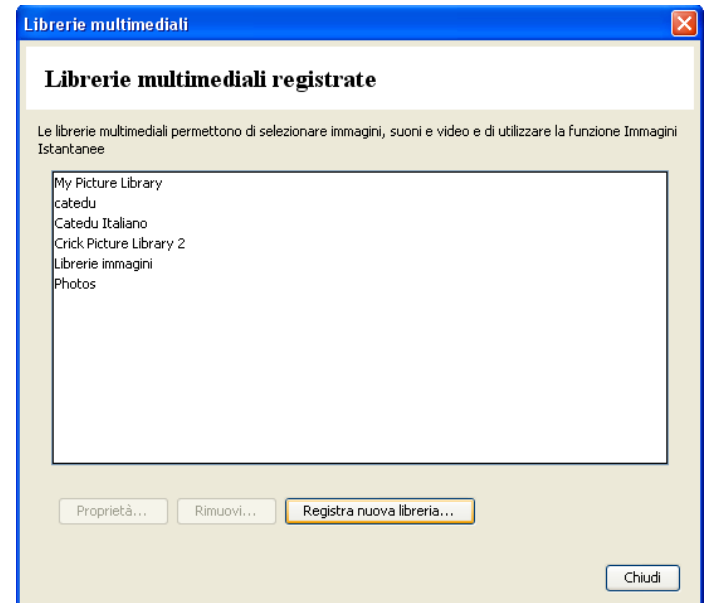 Librerie multimediali
Librerie multimediali registrate
Le librerie multimediali permettono di selezionare immagini, suoni e video e di utilizzare la funzione Immagini
Istantanee
My Picture Library
catedu
Catedu Italiano
Crick Picture Library 2
Librerie immagini
Photos
Proprietà... Rimuovi... Registra nuova libreria...
Chiudi